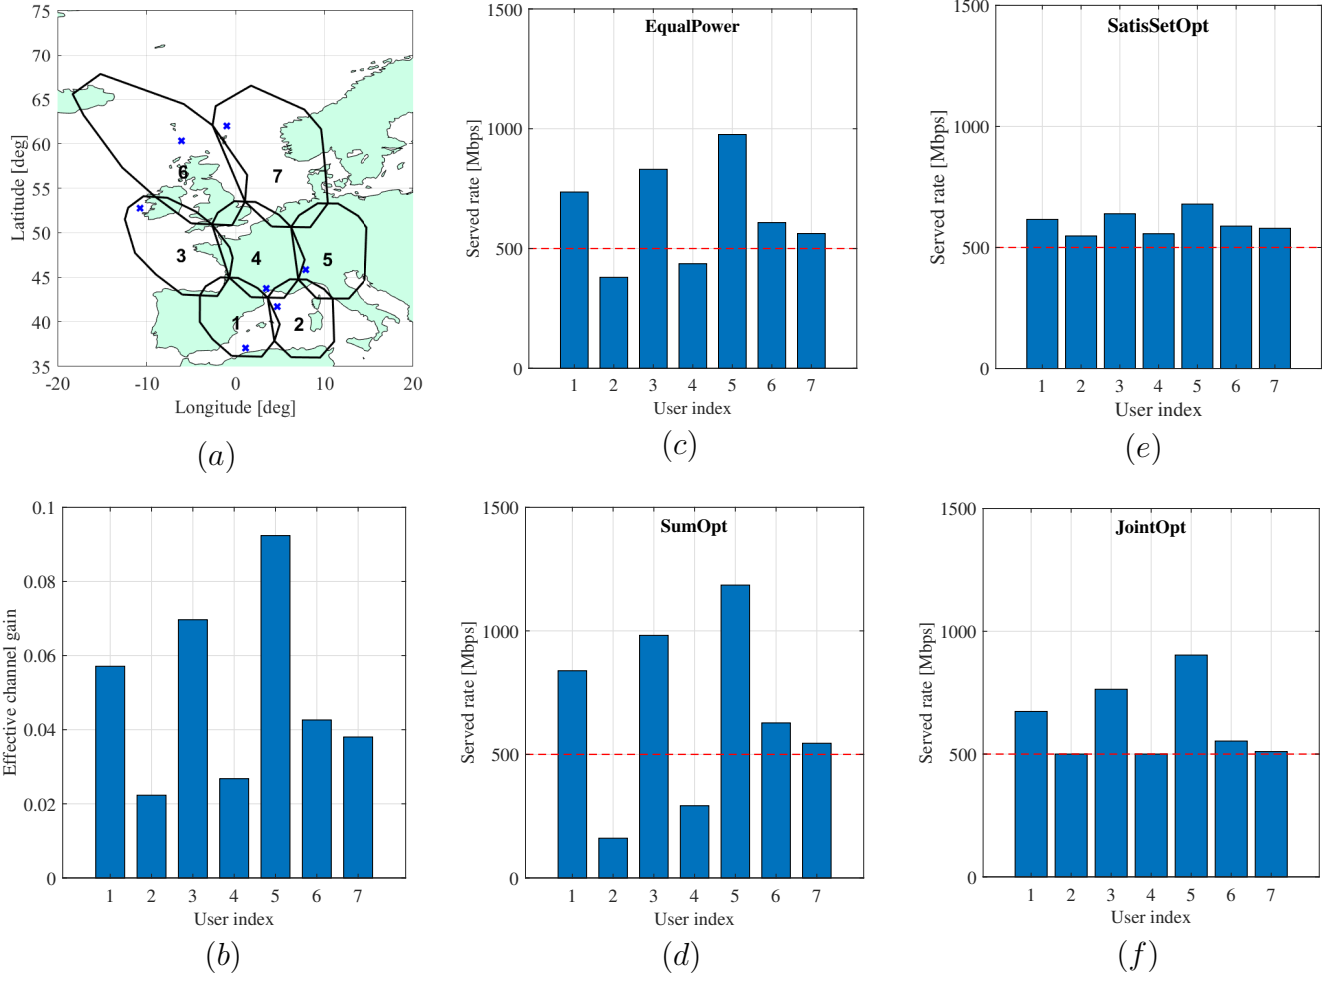 75
70
65
60
55
50
45
40
35
-20
-10
0
10
20
Latitude [deg]
Longitude [deg]
6
7
3
4
5
1
2
(a)
EqualPower
1500
1000
500
0
Served rate [Mbps]
1 2 3 4 5 6 7
User index
(c)
SatisSetOpt
1500
1000
500
0
Served rate [Mbps]
1 2 3 4 5 6 7
User index
(e)
0.1
0.08
0.06
0.04
0.02
0
Effective channel gain
1 2 3 4 5 6 7
User index
(b)
SumOpt
1500
1000
500
0
Served rate [Mbps]
1 2 3 4 5 6 7
User index
(d)
JointOpt
1500
1000
500
0
Served rate [Mbps]
1 2 3 4 5 6 7
User index
(f)